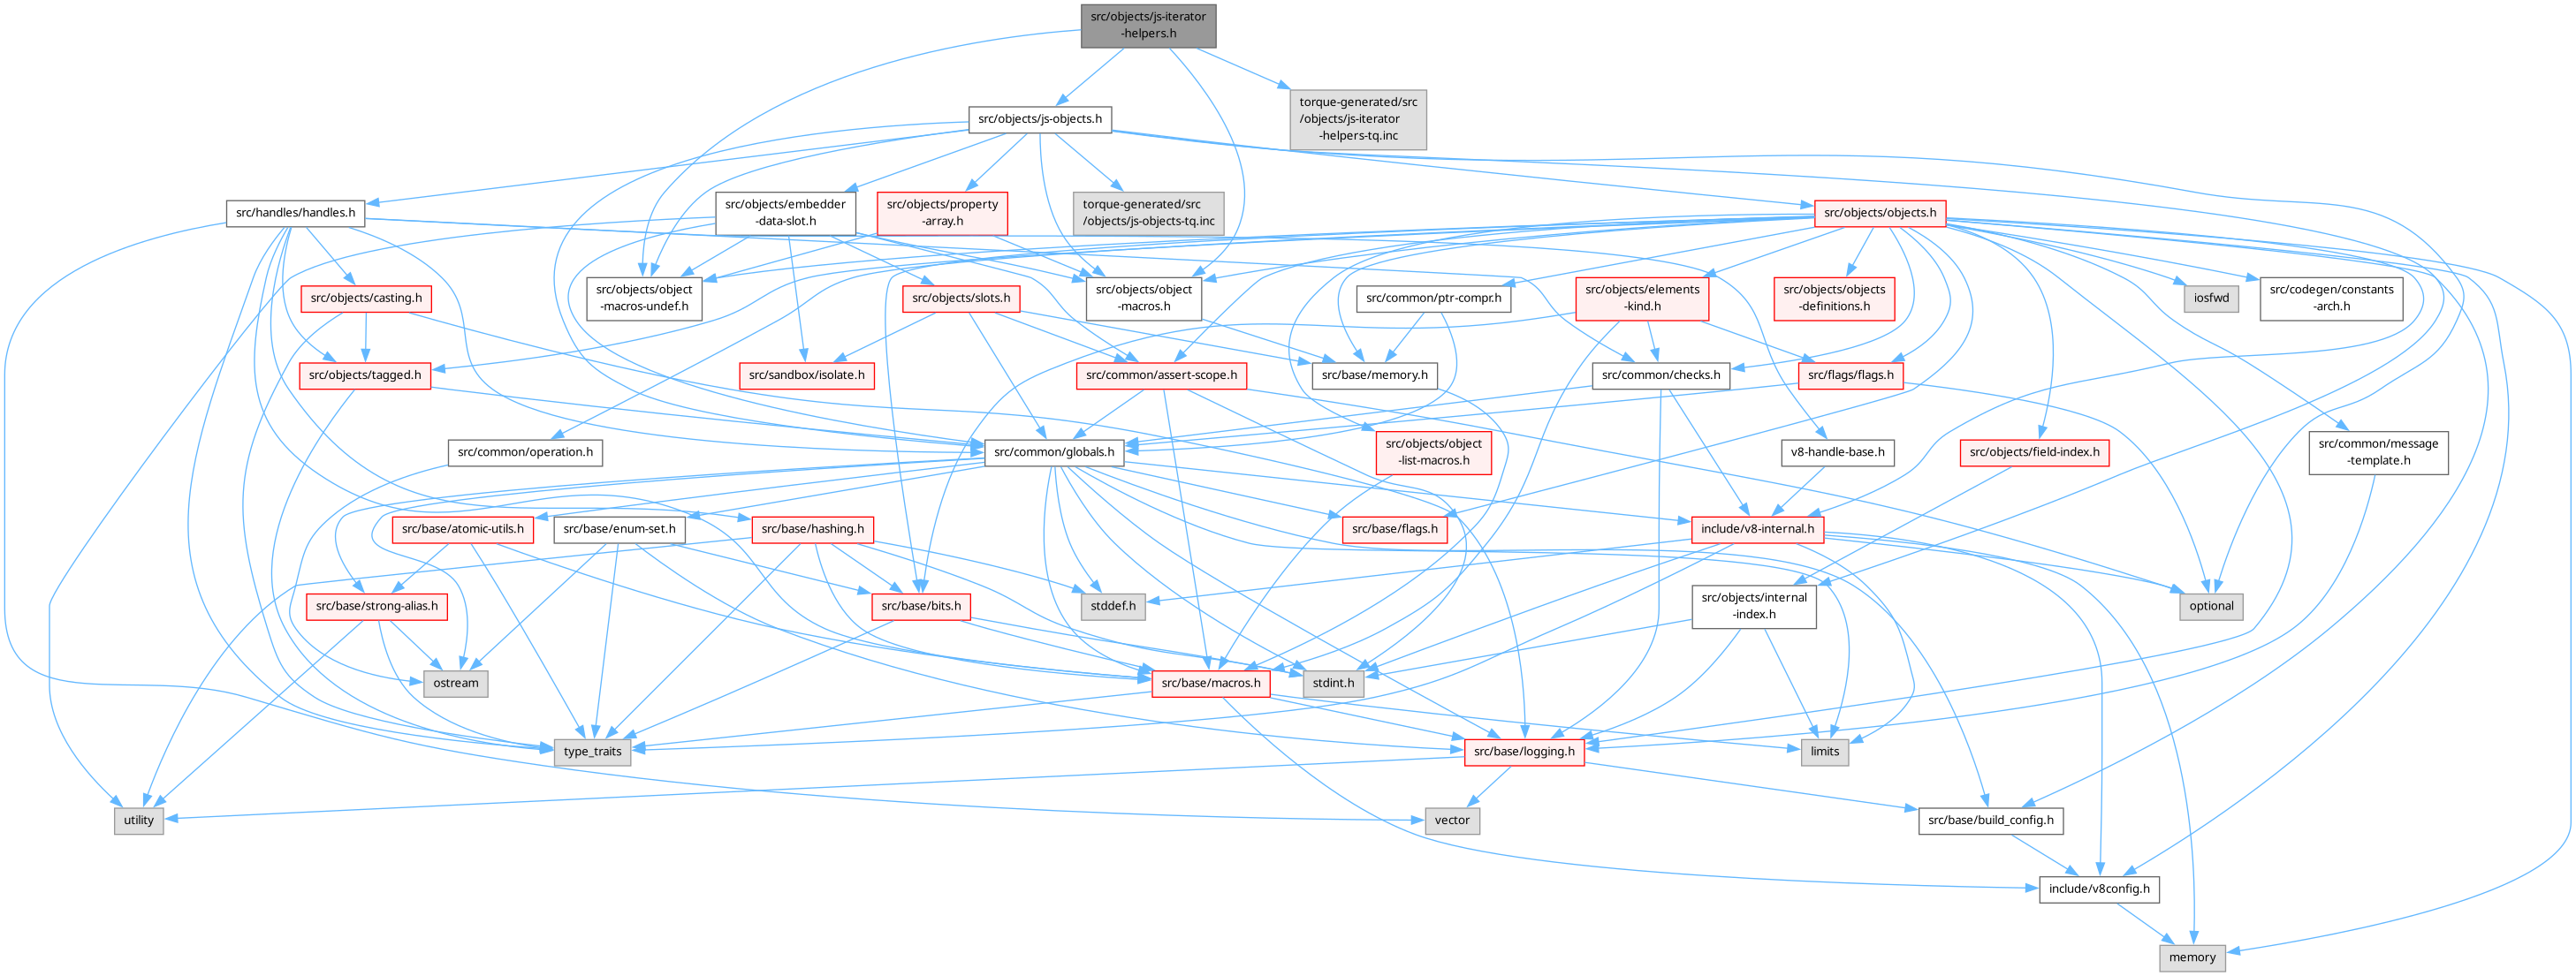 src/objects/js-iterator
-helpers.h
torque-generated/src
/objects/js-iterator
-helpers-tq.inc
src/objects/js-objects.h
src/handles/handles.h
src/objects/embedder
-data-slot.h
src/objects/property
-array.h
torque-generated/src
/objects/js-objects-tq.inc
src/objects/objects.h
src/objects/casting.h
src/objects/object
-macros-undef.h
src/objects/slots.h
src/objects/object
-macros.h
src/common/ptr-compr.h
src/objects/elements
-kind.h
src/objects/objects
-definitions.h
iosfwd
src/codegen/constants
-arch.h
src/objects/tagged.h
src/sandbox/isolate.h
src/common/assert-scope.h
src/base/memory.h
src/common/checks.h
src/flags/flags.h
src/common/operation.h
src/common/globals.h
src/objects/object
-list-macros.h
v8-handle-base.h
src/objects/field-index.h
src/common/message
-template.h
src/base/atomic-utils.h
src/base/enum-set.h
src/base/hashing.h
src/base/flags.h
include/v8-internal.h
src/base/strong-alias.h
src/base/bits.h
stddef.h
src/objects/internal
-index.h
optional
ostream
src/base/macros.h
stdint.h
type_traits
src/base/logging.h
limits
utility
vector
src/base/build_config.h
include/v8config.h
memory